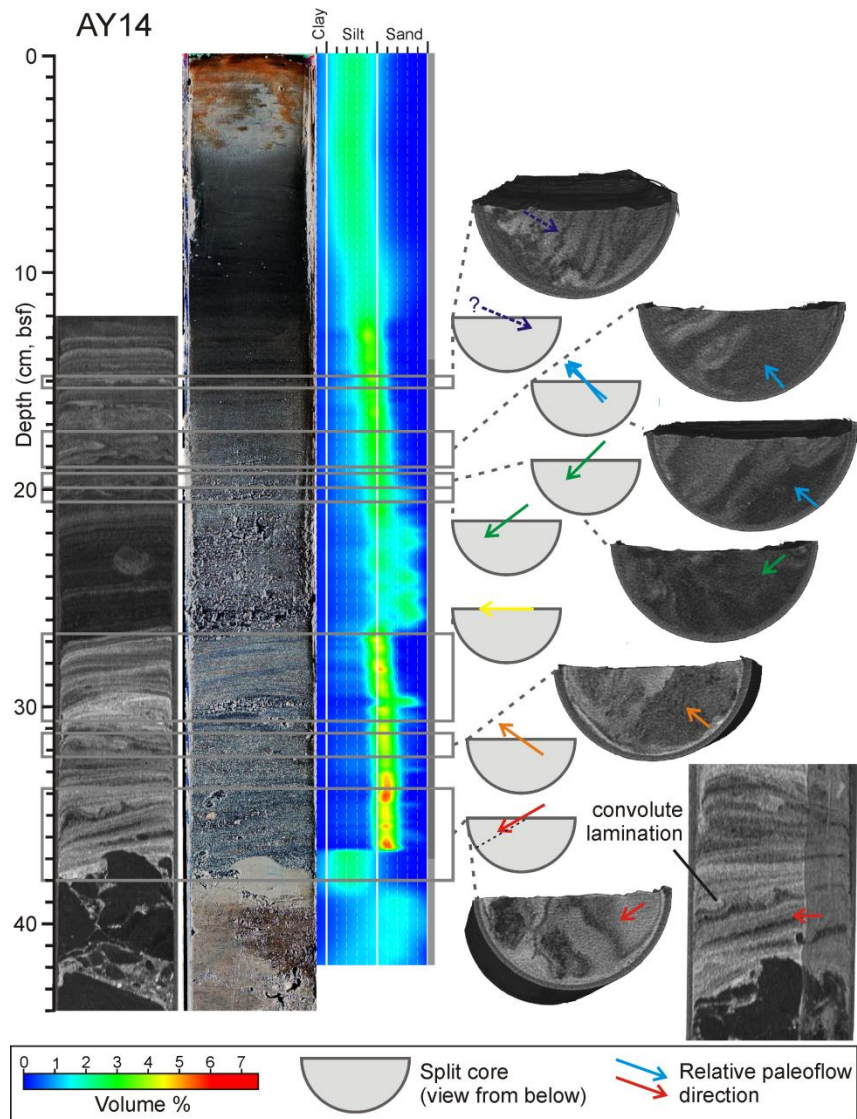 AY14
Clay
Silt
Sand
Depth (cm, bsf)
0
10
20
30
40
?
convolute
lamination
0 1 2 3 4 5 6 7
Volume %
Split core
(view from below)
Relative paleoflow
direction